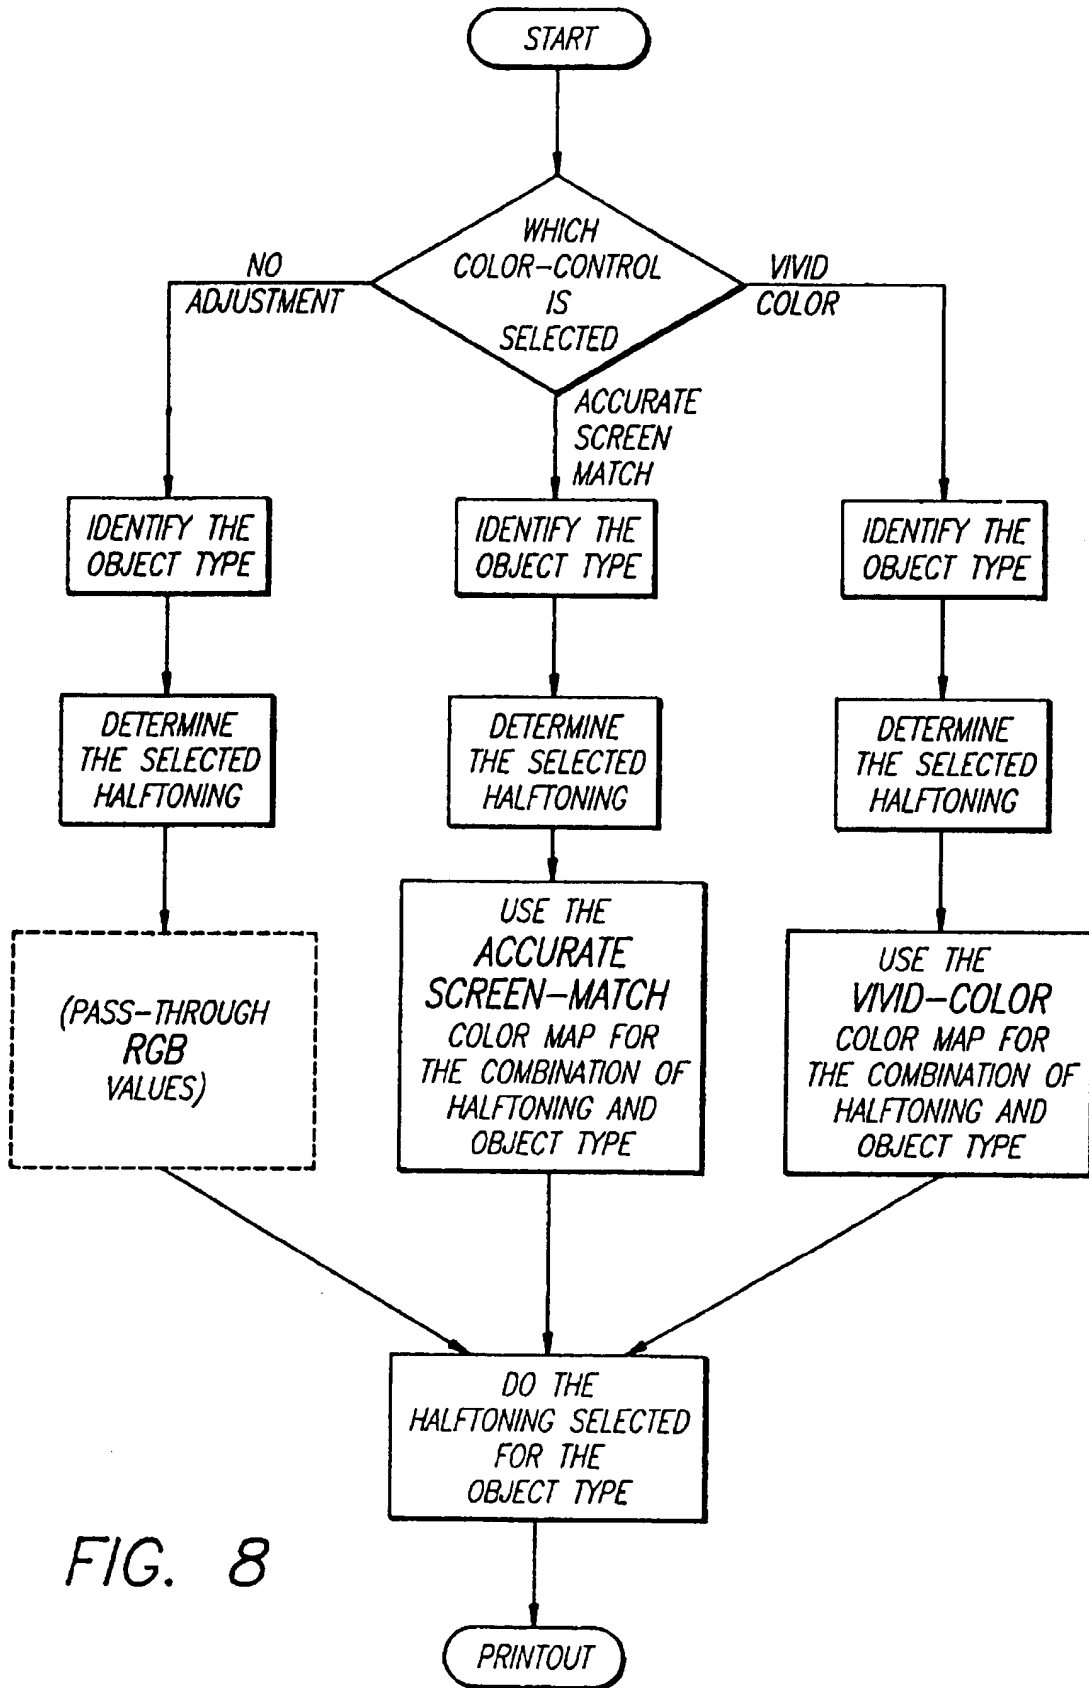 START
WHICH
COLOR-CONTROL
IS
SELECTED
NO
ADJUSTMENT
VIVID
COLOR
ACCURATE
SCREEN
MATCH
IDENTIFY THE
OBJECT TYPE
IDENTIFY THE
OBJECT TYPE
IDENTIFY THE
OBJECT TYPE
DETERMINE
THE SELECTED
HALFTONING
DETERMINE
THE SELECTED
HALFTONING
DETERMINE
THE SELECTED
HALFTONING
(PASS-THROUGH
RGB
VALUES)
USE THE
ACCURATE
SCREEN-MATCH
COLOR MAP FOR
THE COMBINATION OF
HALFTONING AND
OBJECT TYPE
USE THE
VIVID-COLOR
COLOR MAP FOR
THE COMBINATION OF
HALFTONING AND
OBJECT TYPE
DO THE
HALFTONING SELECTED
FOR THE
OBJECT TYPE
FIG. 8
PRINTOUT